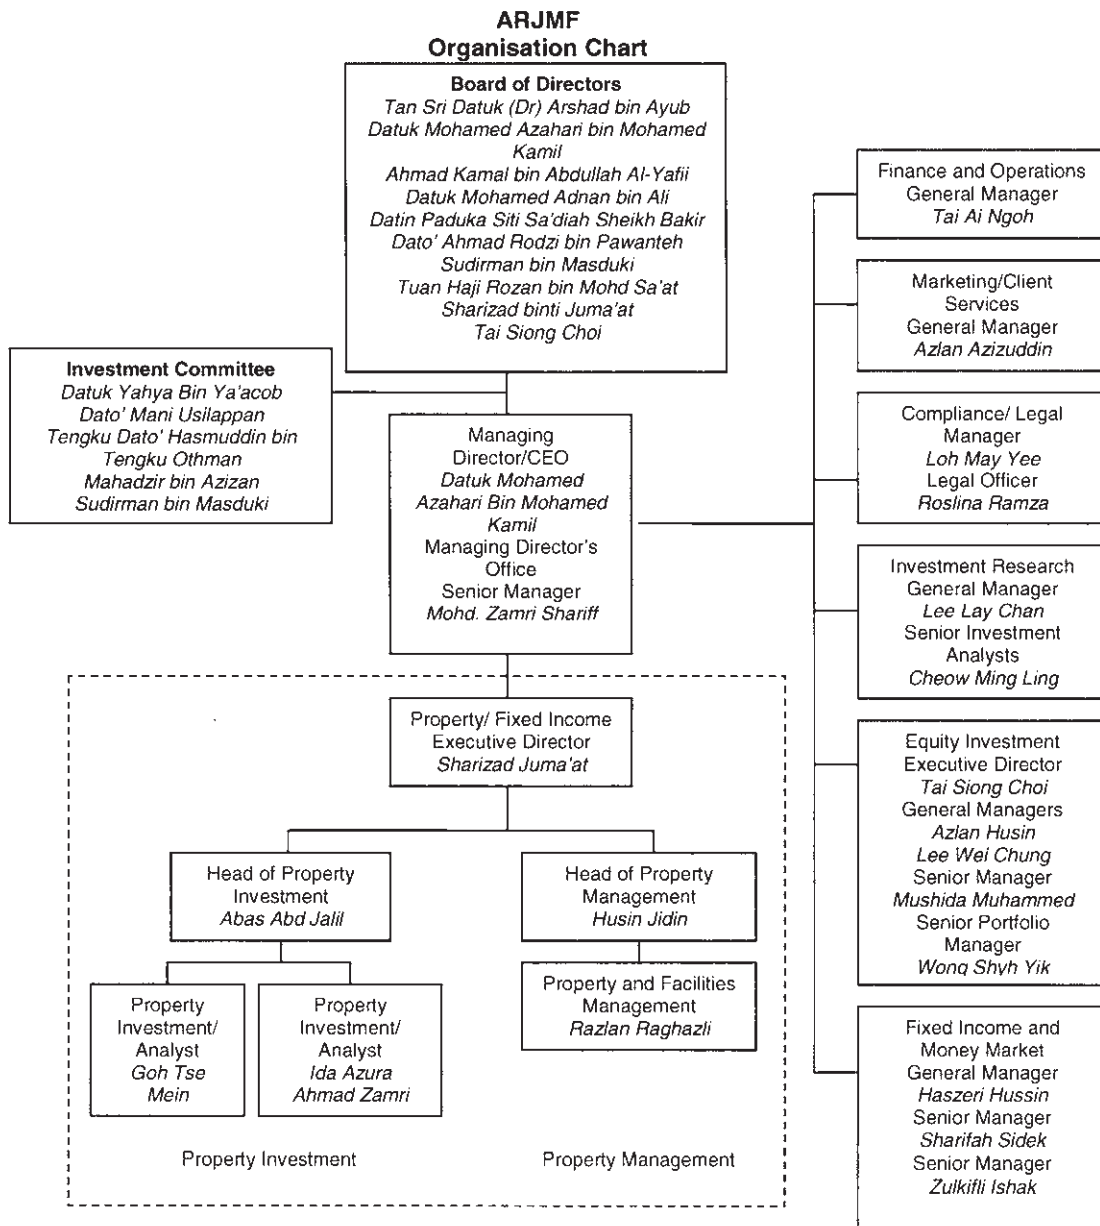 ARJMF
Organisation Chart
Board of Directors
Tan Sri Datuk (Dr) Arshad bin Ayub
Datuk Mohamed Azahari bin Mohamed
Kamil
Ahmad Kamal bin Abdullah Al-Yafii
Datuk Mohamed Adnan bin Ali
Datin Paduka Siti Sa'diah Sheikh Bakir
Dato' Ahmad Rodzi bin Pawanteh
Sudirman bin Masduki
Tuan Haji Rozan bin Mohd Sa'at
Sharizad binti Juma'at
Tai Siong Choi
Investment Committee
Datuk Yahya Bin Ya'acob
Dato' Mani Usilappan
Tengku Dato' Hasmuddin bin
Tengku Othman
Mahadzir bin Azizan
Sudirman bin Masduki
Managing
Director/CEO
Datuk Mohamed
Azahari Bin Mohamed
Kamil
Managing Director's
Office
Senior Manager
Mohd. Zamri Shariff
Finance and Operations
General Manager
Tai Ai Ngoh
Marketing/Client
Services
General Manager
Azlan Azizuddin
Compliance/ Legal
Manager
Loh May Yee
Legal Officer
Roslina Ramza
Investment Research
General Manager
Lee Lay Chan
Senior Investment
Analysts
Cheow Ming Ling
Equity Investment
Executive Director
Tai Siong Choi
General Managers
Azlan Husin
Lee Wei Chung
Senior Manager
Mushida Muhammed
Senior Portfolio
Manager
Wong Shyh Yik
Fixed Income and
Money Market
General Manager
Haszeri Hussin
Senior Manager
Sharifah Sidek
Senior Manager
Zulkifli Ishak
Property/ Fixed Income
Executive Director
Sharizad Juma'at
Head of Property
Investment
Abas Abd Jalil
Head of Property
Management
Husin Jidin
Property
Investment/
Analyst
Goh Tse
Mein
Property
Investment/
Analyst
Ida Azura
Ahmad Zamri
Property and Facilities
Management
Razlan Raghazli
Property Investment
Property Management